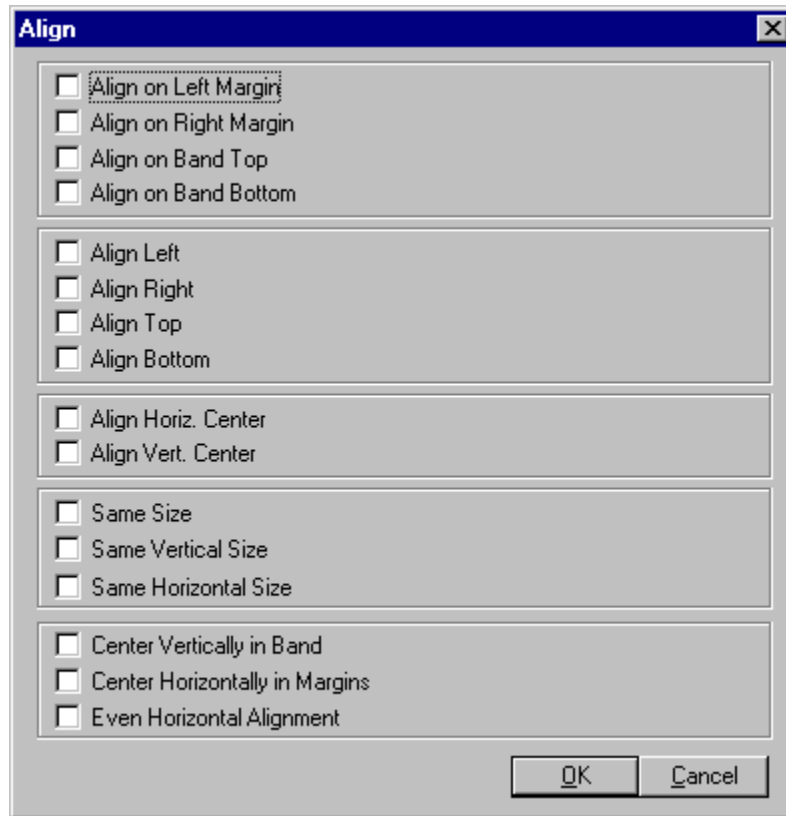 Align
Align on Left Margin
Align on Right Margin
Align on Band Top
Align on Band Bottom
Align Left
Align Right
Align Top
Align Bottom
Align Horiz. Center
Align Vert. Center
Same Size
Same Vertical Size
Same Horizontal Size
Center Vertically in Band
Center Horizontally in Margins
Even Horizontal Alignment
OK Cancel